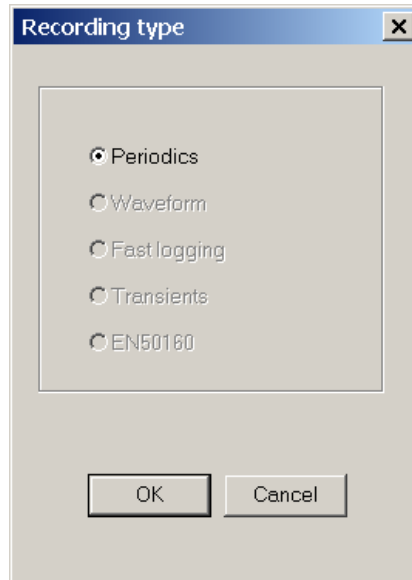 Recording type
Periodics
Waveform
Fast logging
Transients
EN50160
OK Cancel